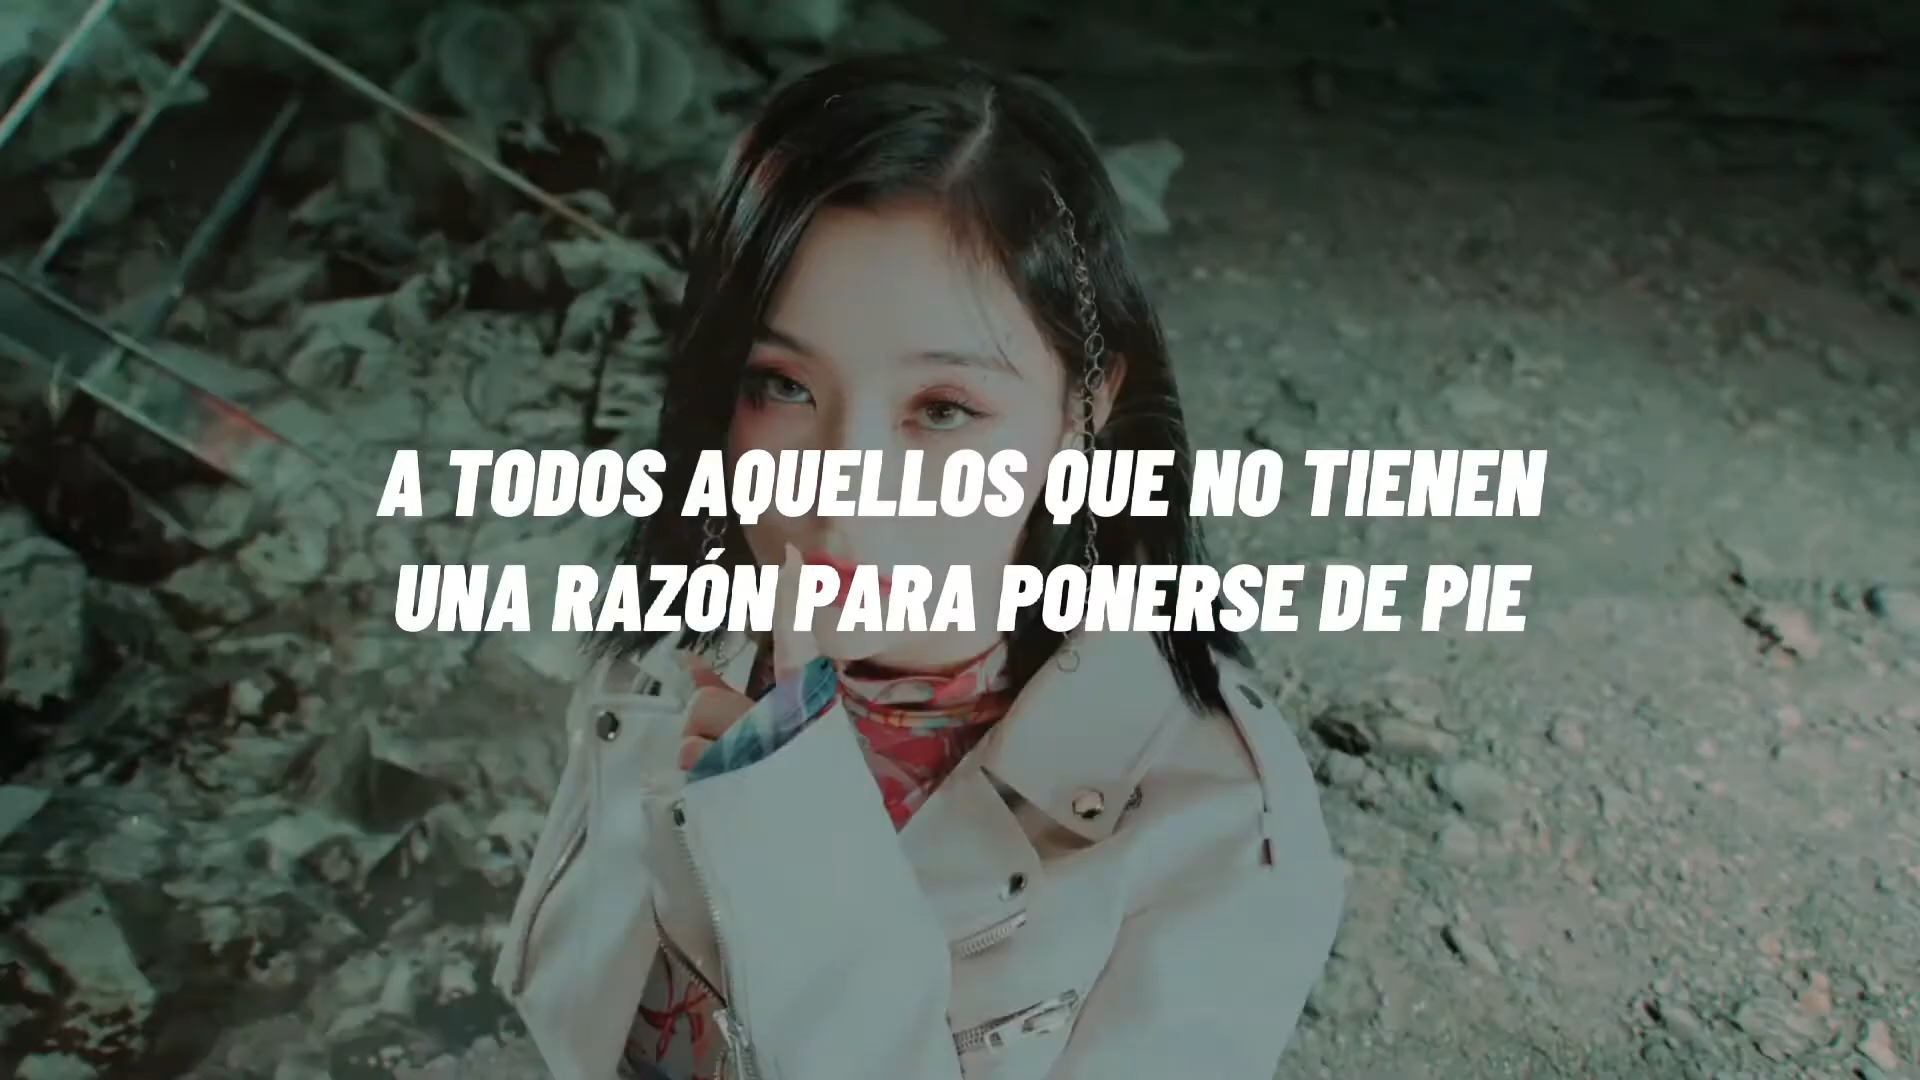 A TODOS AQUELLOS QUE NO TIENEN
UNA RAZÓN PARA PONERSE DE PIE